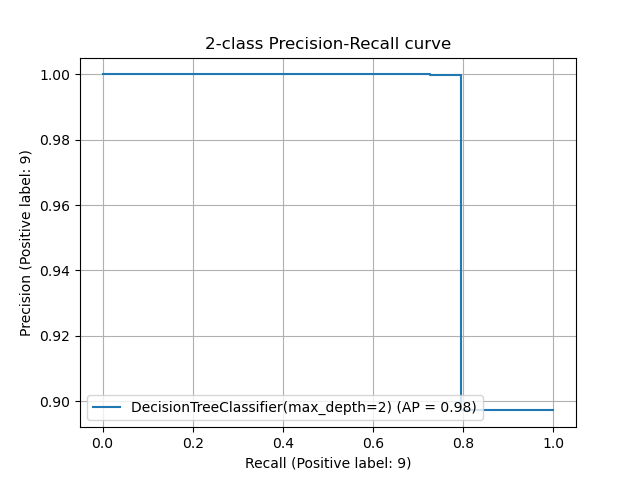 2-class Precision-Recall curve
Precision (Positive label: 9)
1.00
0.98
0.96
0.94
0.92
0.90
DecisionTreeClassifier(max_depth=2) (AP = 0.98)
0.0 0.2 0.4 0.6 0.8 1.0
Recall (Positive label: 9)